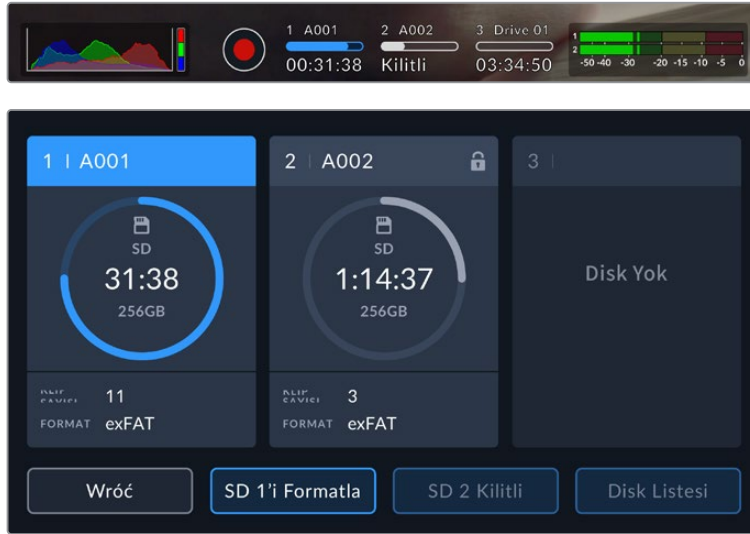 1 A001
2 A002
3 Drive 01
00:31:38
Kilitli
03:34:50
1
2
-50 -40 -30 -20 -15 -10 -5 0
1 | A001
2 | A002
3 |
SD
31:38
256GB
SD
1:14:37
256GB
Disk Yok
11
FORMAT exFAT
3
FORMAT exFAT
Wróć
SD 1'i Formatla
SD 2 Kilitli
Disk Listesi